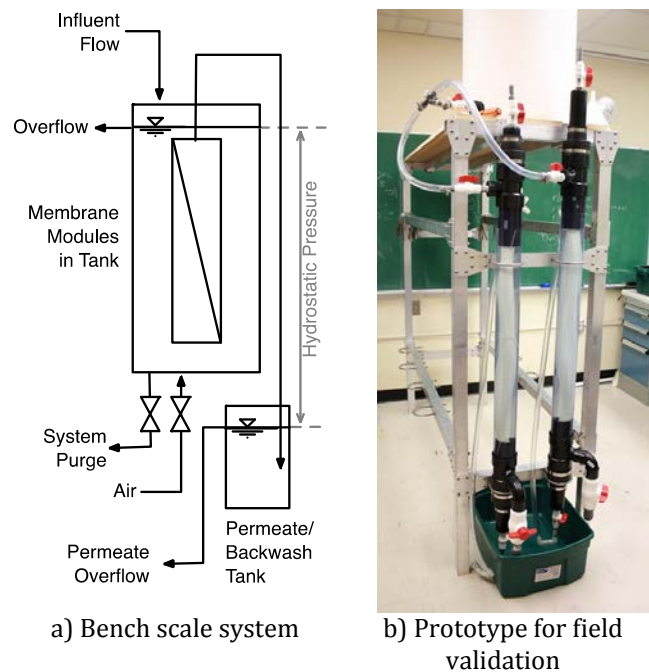 Influent
Flow
Overflow
Membrane
Modules
in Tank
Hydrostatic Pressure
System
Purge
Air
Permeate
Overflow
Permeate/
Backwash
Tank
a) Bench scale system
b) Prototype for field
validation